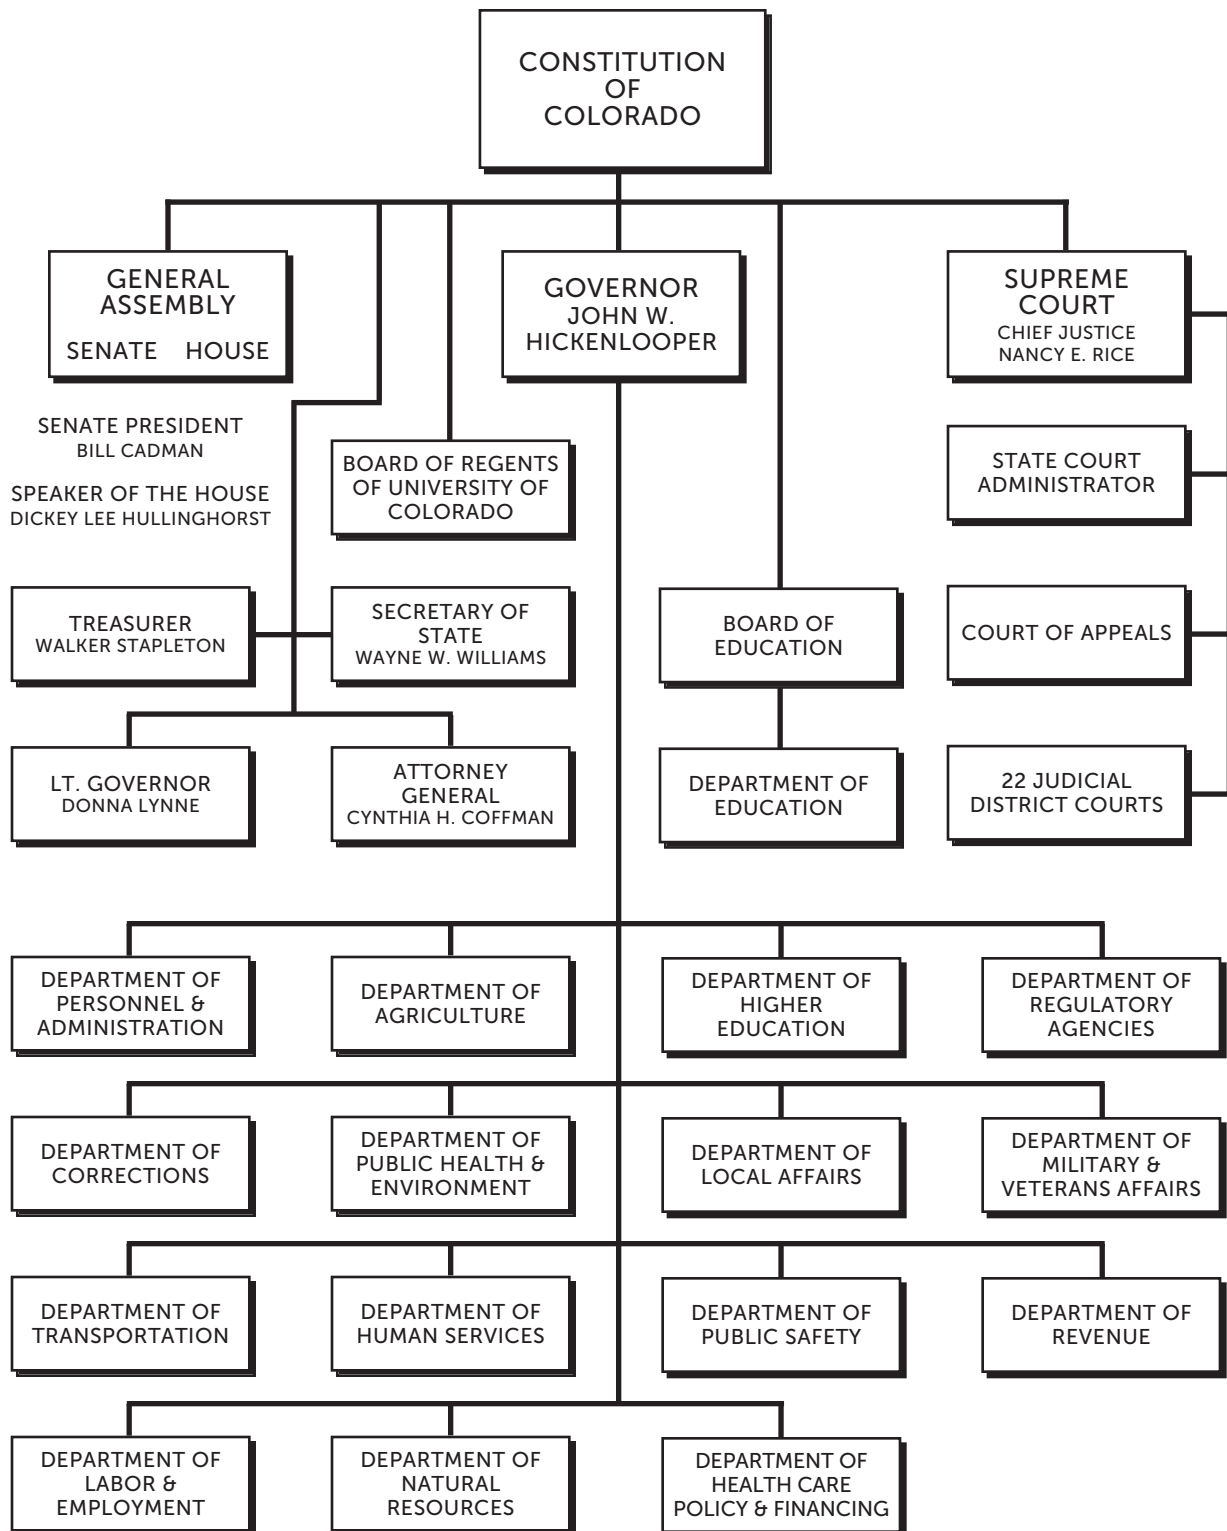 CONSTITUTION
OF
COLORADO
GENERAL
ASSEMBLY
SENATE HOUSE
GOVERNOR
JOHN W.
HICKENLOOPER
SUPREME
COURT
CHIEF JUSTICE
NANCY E. RICE
SENATE PRESIDENT
BILL CADMAN
SPEAKER OF THE HOUSE
DICKEY LEE HULLINGHORST
BOARD OF REGENTS
OF UNIVERSITY OF
COLORADO
STATE COURT
ADMINISTRATOR
TREASURER
WALKER STAPLETON
SECRETARY OF
STATE
WAYNE W. WILLIAMS
BOARD OF
EDUCATION
COURT OF APPEALS
LT. GOVERNOR
DONNA LYNNE
ATTORNEY
GENERAL
CYNTHIA H. COFFMAN
DEPARTMENT OF
EDUCATION
22 JUDICIAL
DISTRICT COURTS
DEPARTMENT OF
PERSONNEL &
ADMINISTRATION
DEPARTMENT OF
AGRICULTURE
DEPARTMENT OF
HIGHER
EDUCATION
DEPARTMENT OF
REGULATORY
AGENCIES
DEPARTMENT OF
CORRECTIONS
DEPARTMENT OF
PUBLIC HEALTH &
ENVIRONMENT
DEPARTMENT OF
LOCAL AFFAIRS
DEPARTMENT OF
MILITARY &
VETERANS AFFAIRS
DEPARTMENT OF
TRANSPORTATION
DEPARTMENT OF
HUMAN SERVICES
DEPARTMENT OF
PUBLIC SAFETY
DEPARTMENT OF
REVENUE
DEPARTMENT OF
LABOR &
EMPLOYMENT
DEPARTMENT OF
NATURAL
RESOURCES
DEPARTMENT OF
HEALTH CARE
POLICY & FINANCING